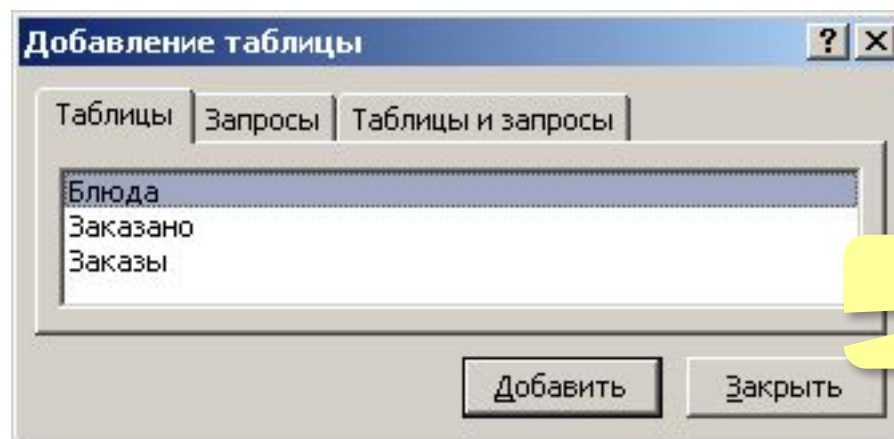 Добавление таблицы
Таблицы Запросы Таблицы и запросы
Блюда
Заказано
Заказы
Добавить Закрыть